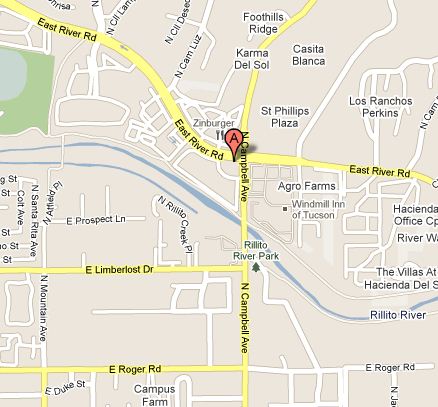 East River Rd
N Cam Luz
Foothills
Ridge
Karma
Del Sol
Casita
Blanca
Los Ranchos
Perkins
St Phillips
Plaza
Zinburger
A
East River Rd
N Campbell Ave
East River Rd
Agro Farms
Windmill Inn
of Tucson
Hacienda
Office Cp
River Wa
N Santa Rita Ave
Colt Ave
N Atfield Pl
E Prospect Ln
N Rillito
Creek Pl
Rillito
River Park
The Villas At
Hacienda Del S
Rillito River
E Limberlost Dr
N Mountain Ave
N Campbell Ave
E Roger Rd
E Roger Rd
E Duke St
Campus
Farm